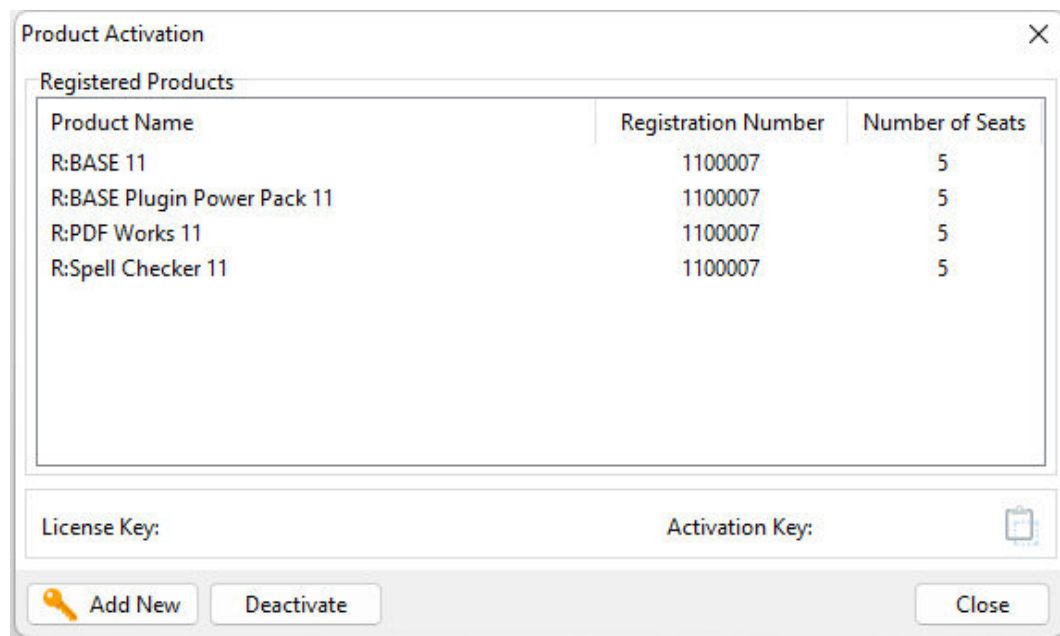 Product Activation
Registered Products
Product Name Registration Number Number of Seats
R:BASE 11 1100007 5
R:BASE Plugin Power Pack 11 1100007 5
R:PDF Works 11 1100007 5
R:Spell Checker 11 1100007 5
License Key: Activation Key:
Add New Deactivate Close